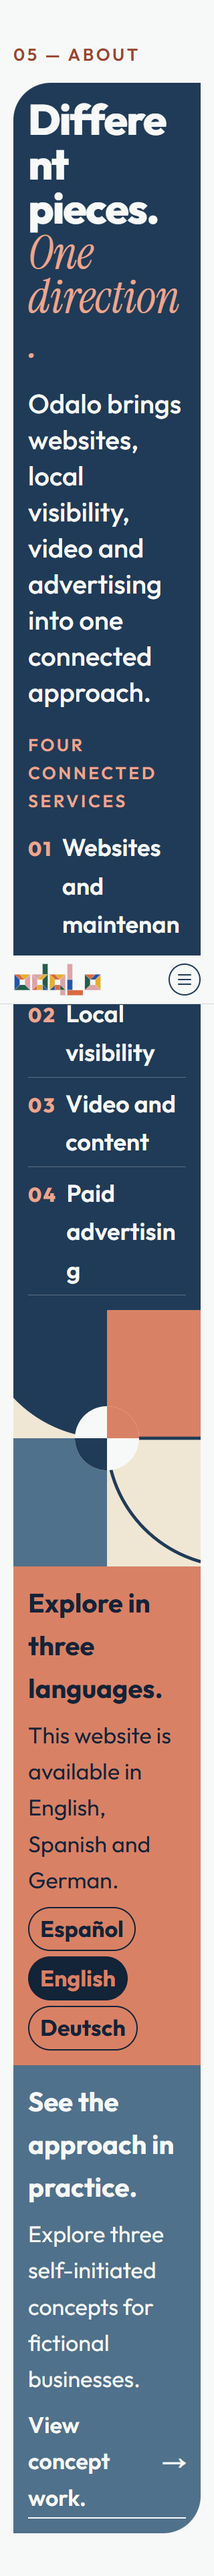 05 — ABOUT
Differe
nt
pieces.
One
direction
.
Odalo brings
websites,
local
visibility,
video and
advertising
into one
connected
approach.
FOUR
CONNECTED
SERVICES
01 Websites
and
maintenan
odalo
02 Local
visibility
03 Video and
content
04 Paid
advertisin
g
Explore in
three
languages.
This website is
available in
English,
Spanish and
German.
Español
English
Deutsch
See the
approach in
practice.
Explore three
self-initiated
concepts for
fictional
businesses.
View
concept →
work.